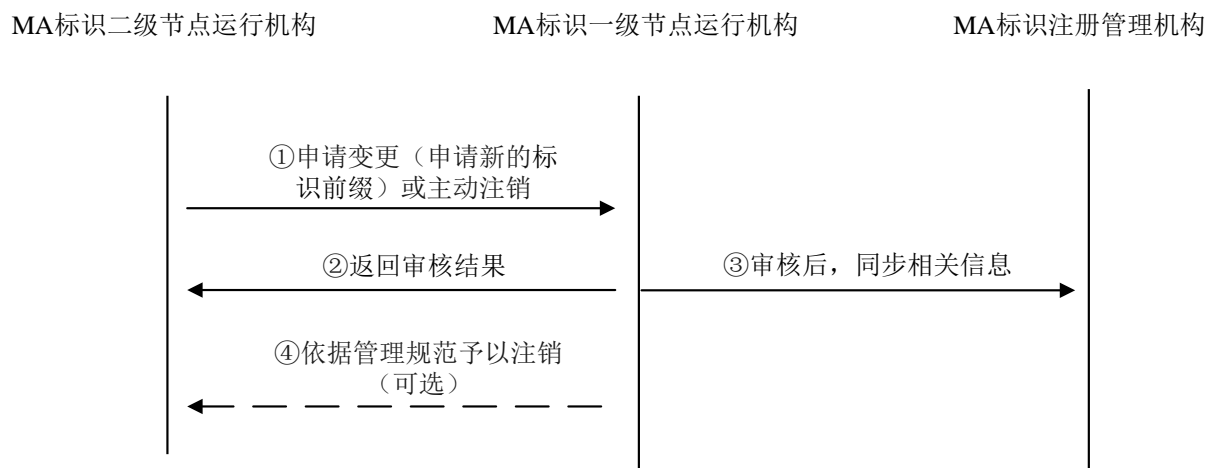 MA标识二级节点运行机构
MA标识一级节点运行机构
MA标识注册管理机构
①申请变更（申请新的标
识前缀）或主动注销
②返回审核结果
③审核后，同步相关信息
④依据管理规范予以注销
（可选）